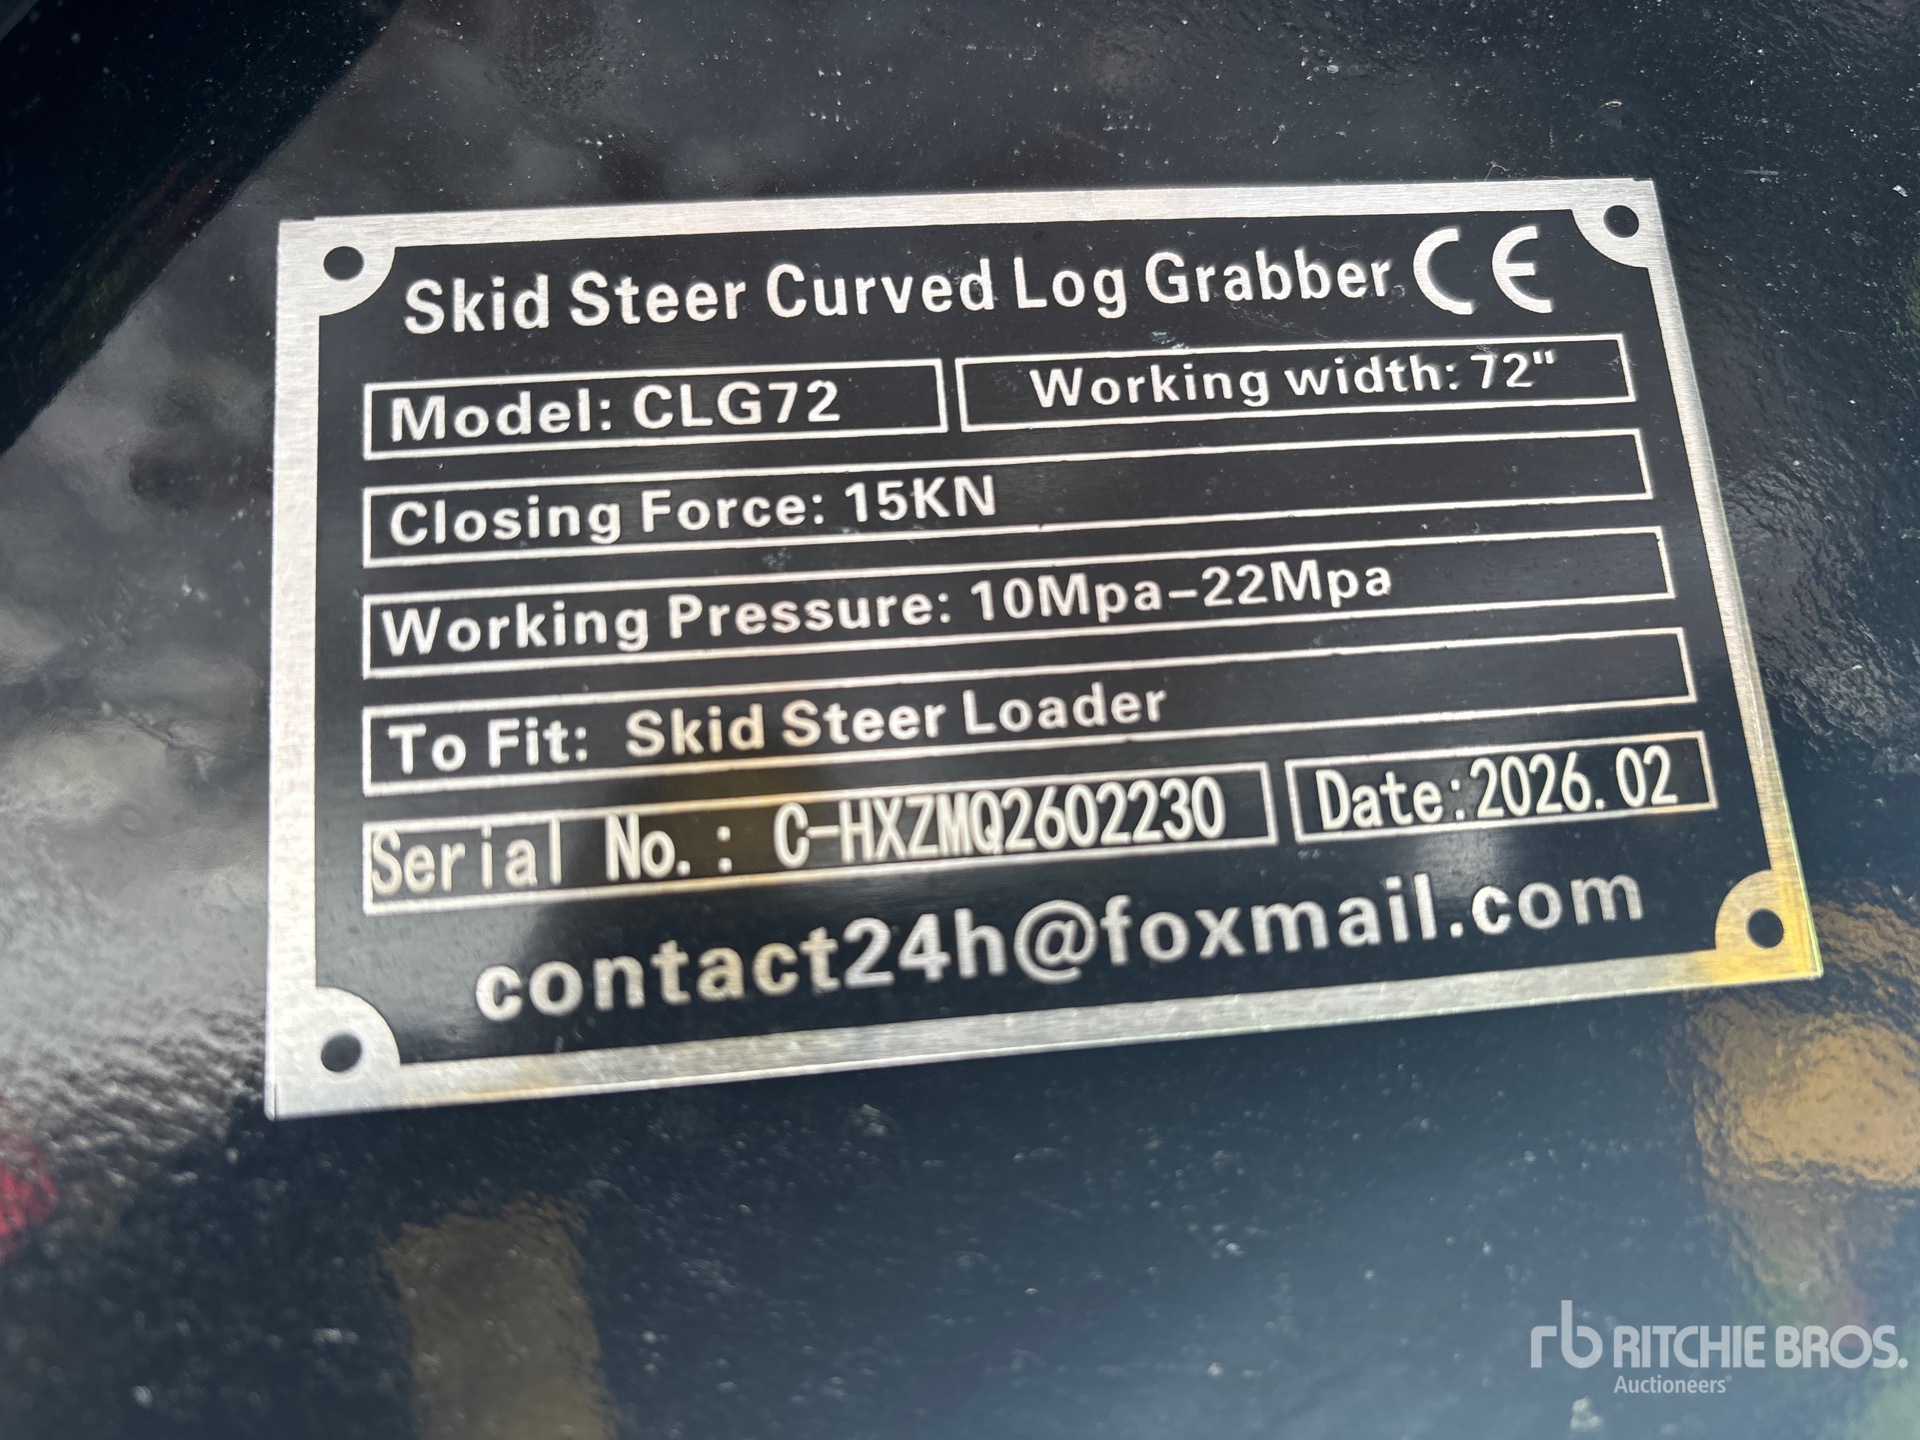 Skid Steer Curved Log Grabber CE
Model: CLG72
Working width: 72"
Closing Force: 15KN
Working Pressure: 10Mpa-22Mpa
To Fit: Skid Steer Loader
Serial No.: C-HXZMQ2602230
Date:2026.02
contact24h@foxmail.com
rb RITCHIE BROS.
Auctioneers